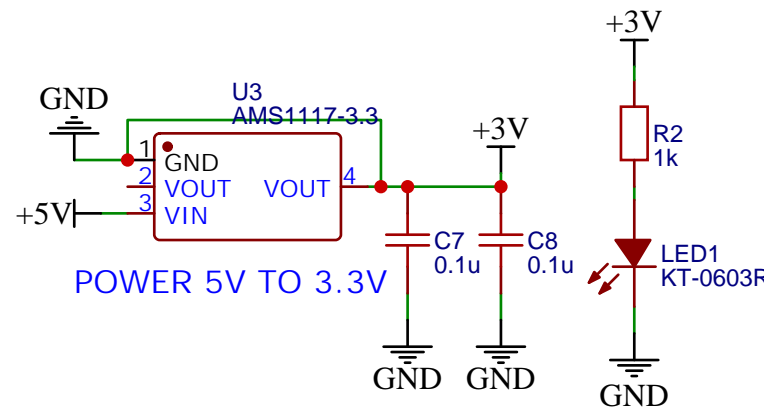 +3V
U3
AMS1117-3.3
GND
+3V
1
GND
R2
1k
2
VOUT
VOUT
4
+5V
3
VIN
C7
0.1u
C8
0.1u
LED1
KT-0603R
POWER 5V TO 3.3V
GND
GND
GND